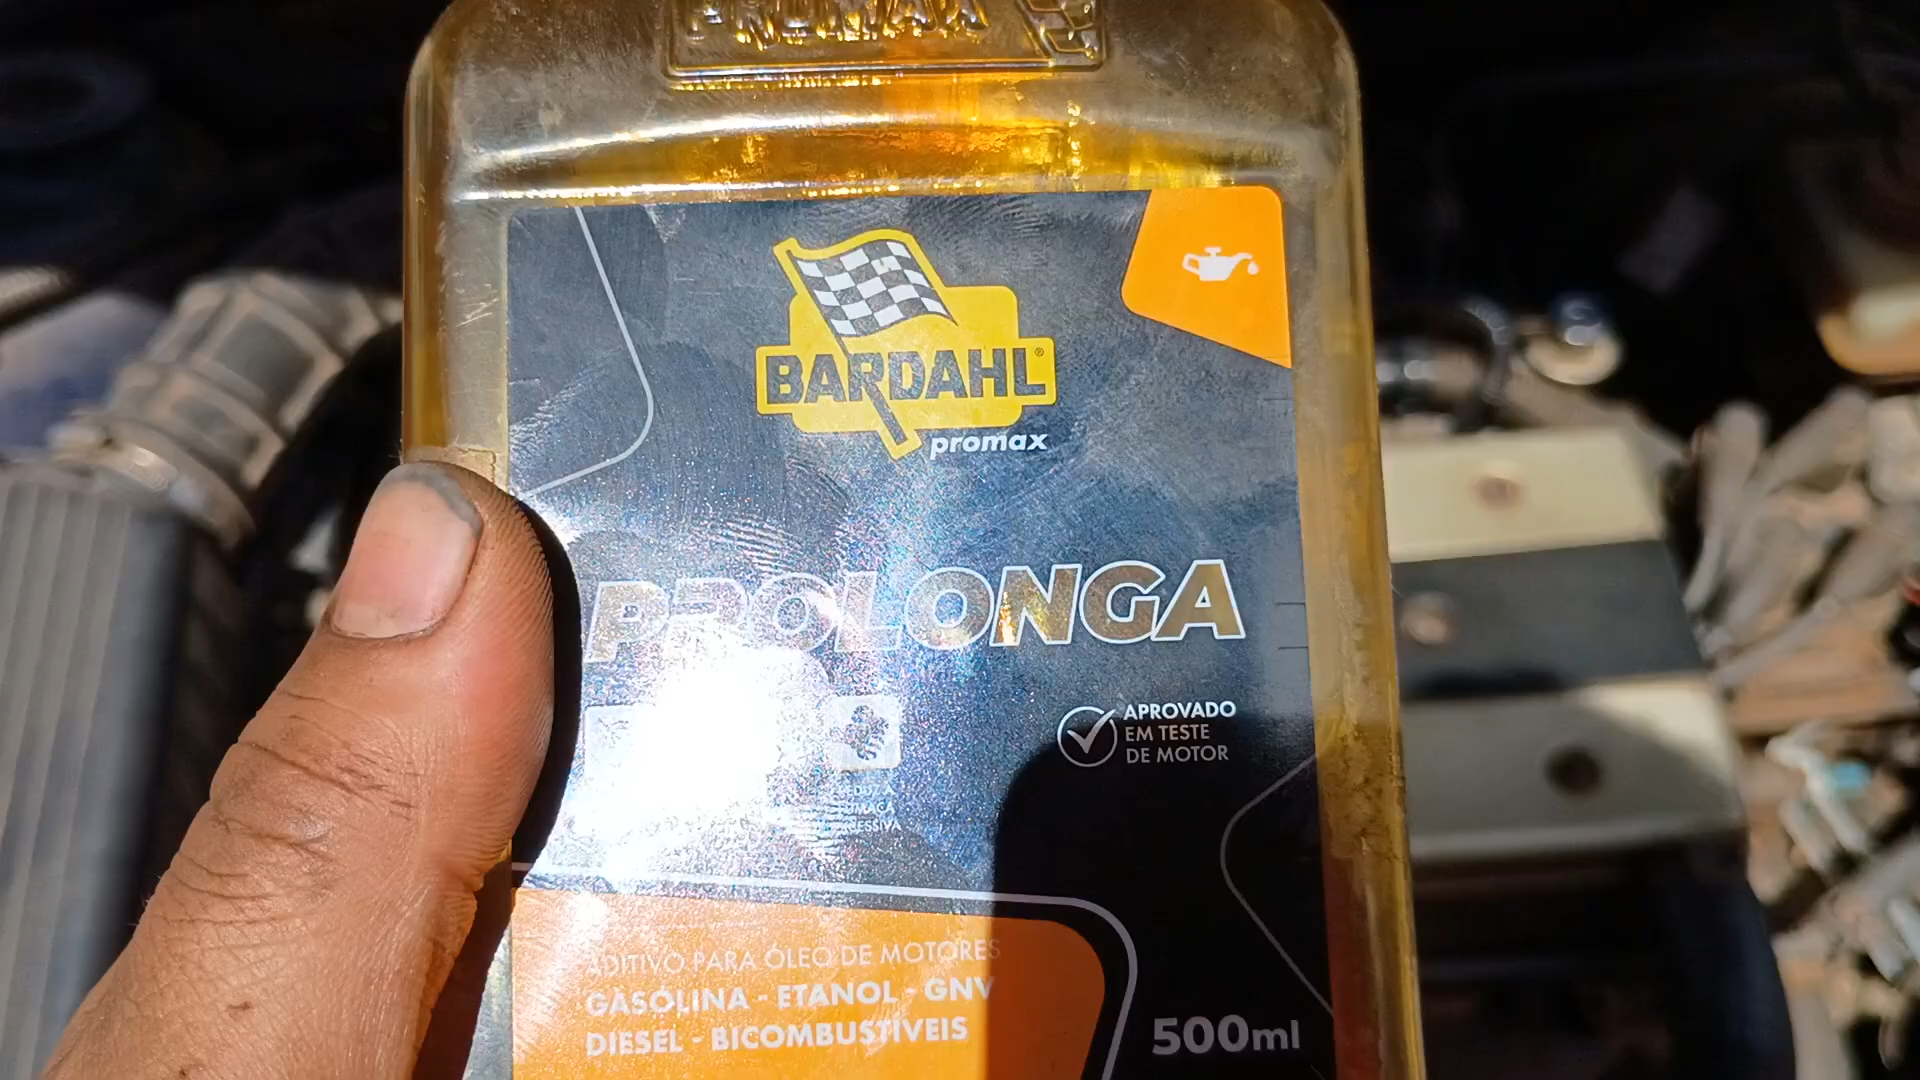 PROMAX
BARDAHL®
promax
PROLONGA
APROVADO
EM TESTE
DE MOTOR
ADITIVO PARA ÓLEO DE MOTORES
GASOLINA - ETANOL - GNV
DIESEL - BICOMBUSTÍVEIS
500ml